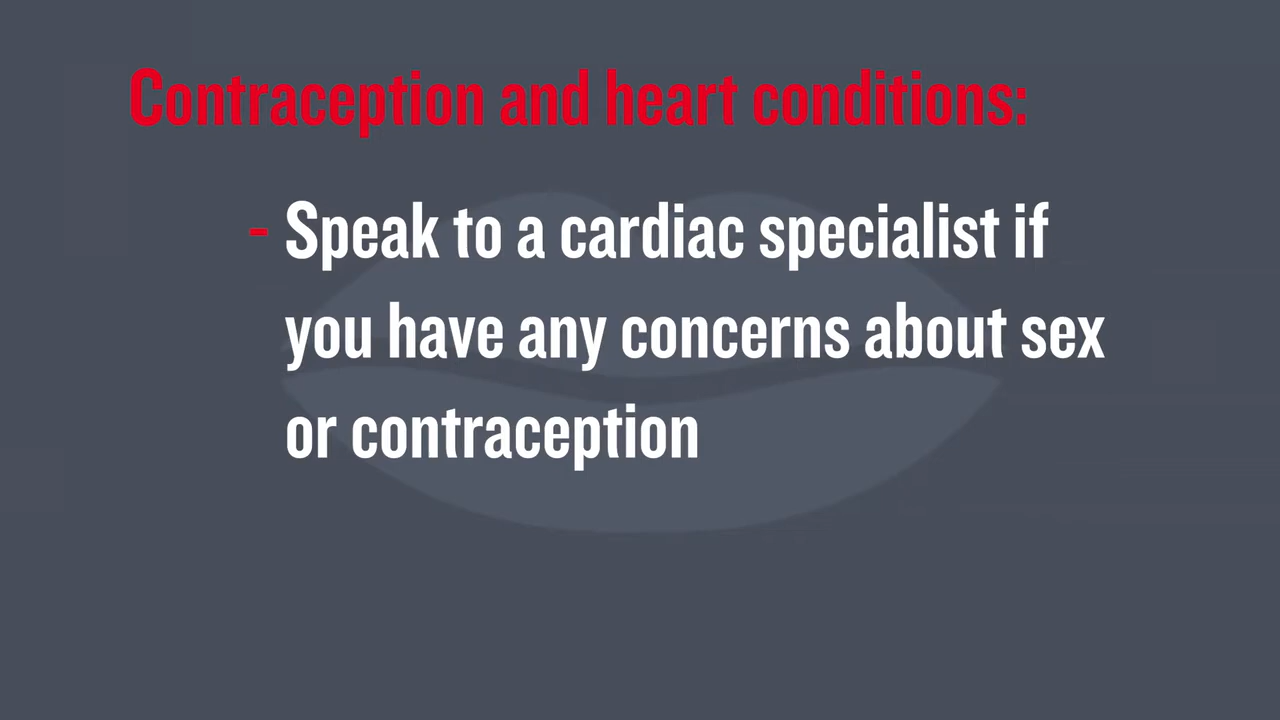 Contraception and heart conditions:
- Speak to a cardiac specialist if
you have any concerns about sex
or contraception